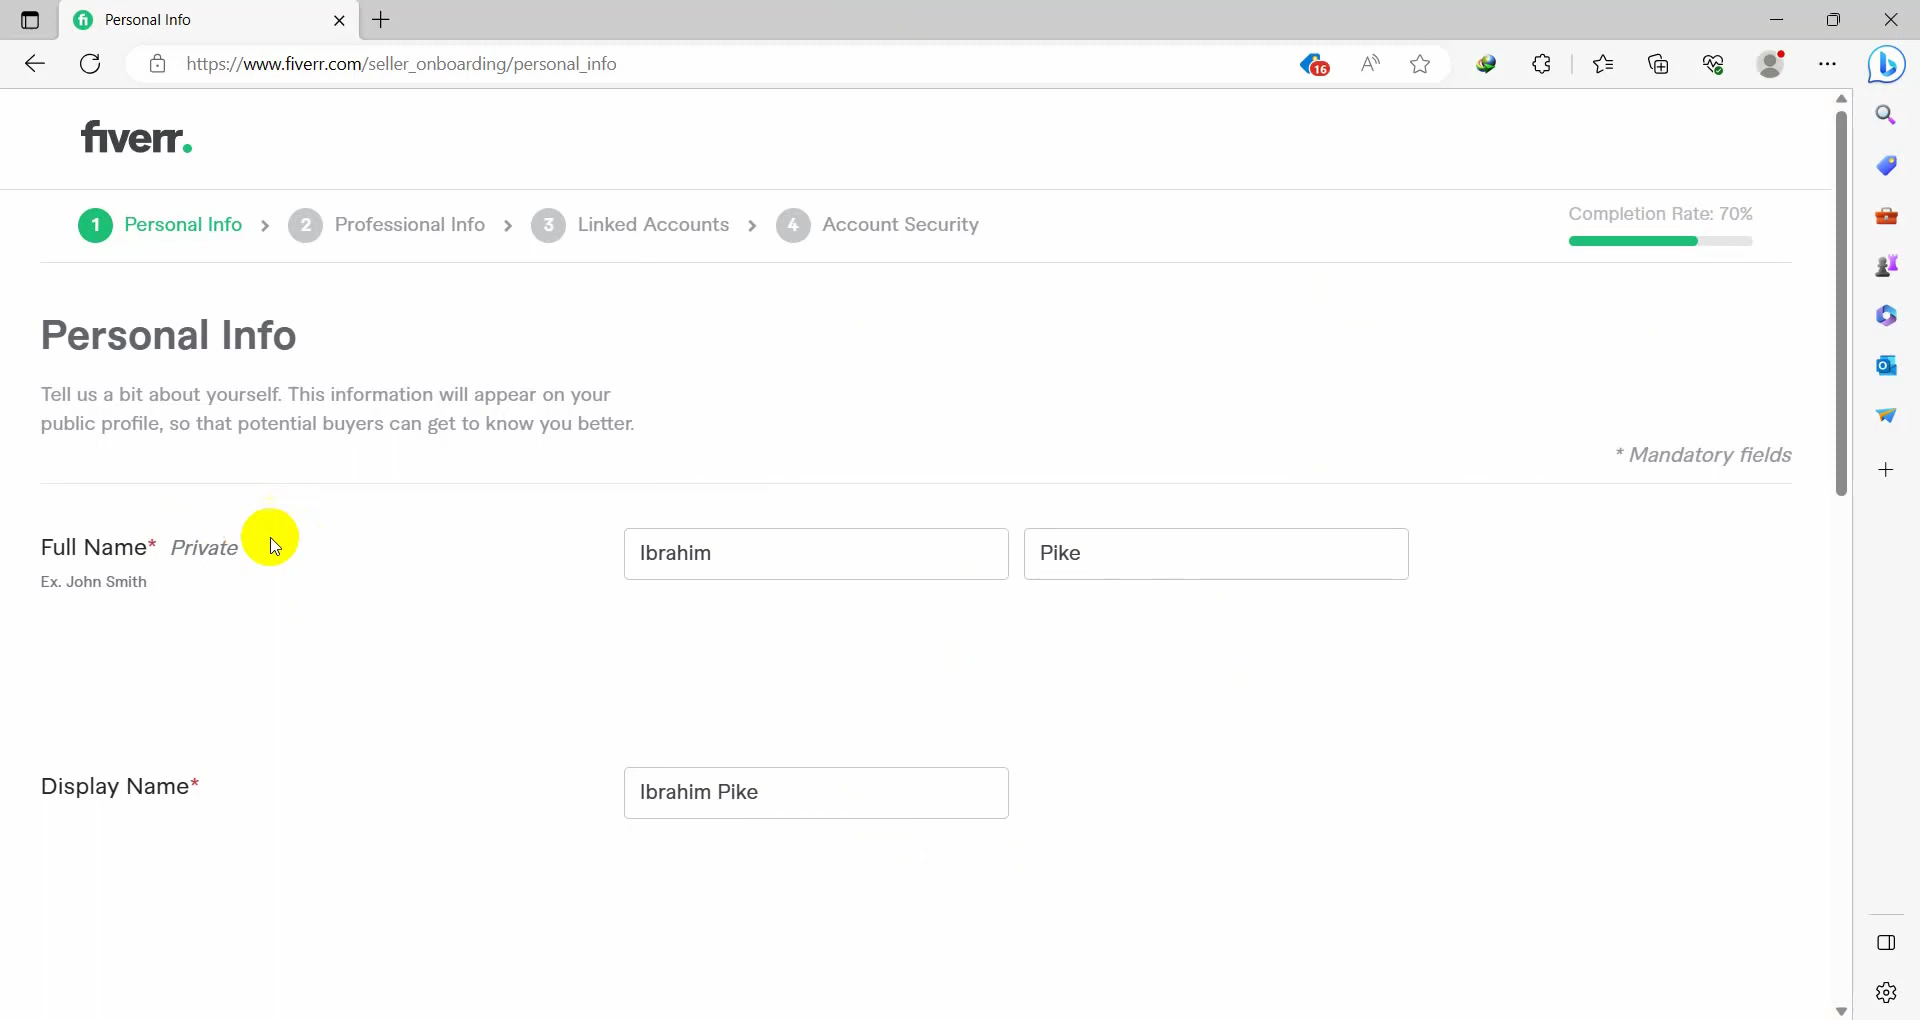 Personal Info
https://www.fiverr.com/seller_onboarding/personal_info
16
fiverr.
1 Personal Info 2 Professional Info 3 Linked Accounts 4 Account Security
Completion Rate: 70%
Personal Info
Tell us a bit about yourself. This information will appear on your
public profile, so that potential buyers can get to know you better.
* Mandatory fields
Full Name* Private
Ibrahim
Pike
Ex. John Smith
Display Name*
Ibrahim Pike